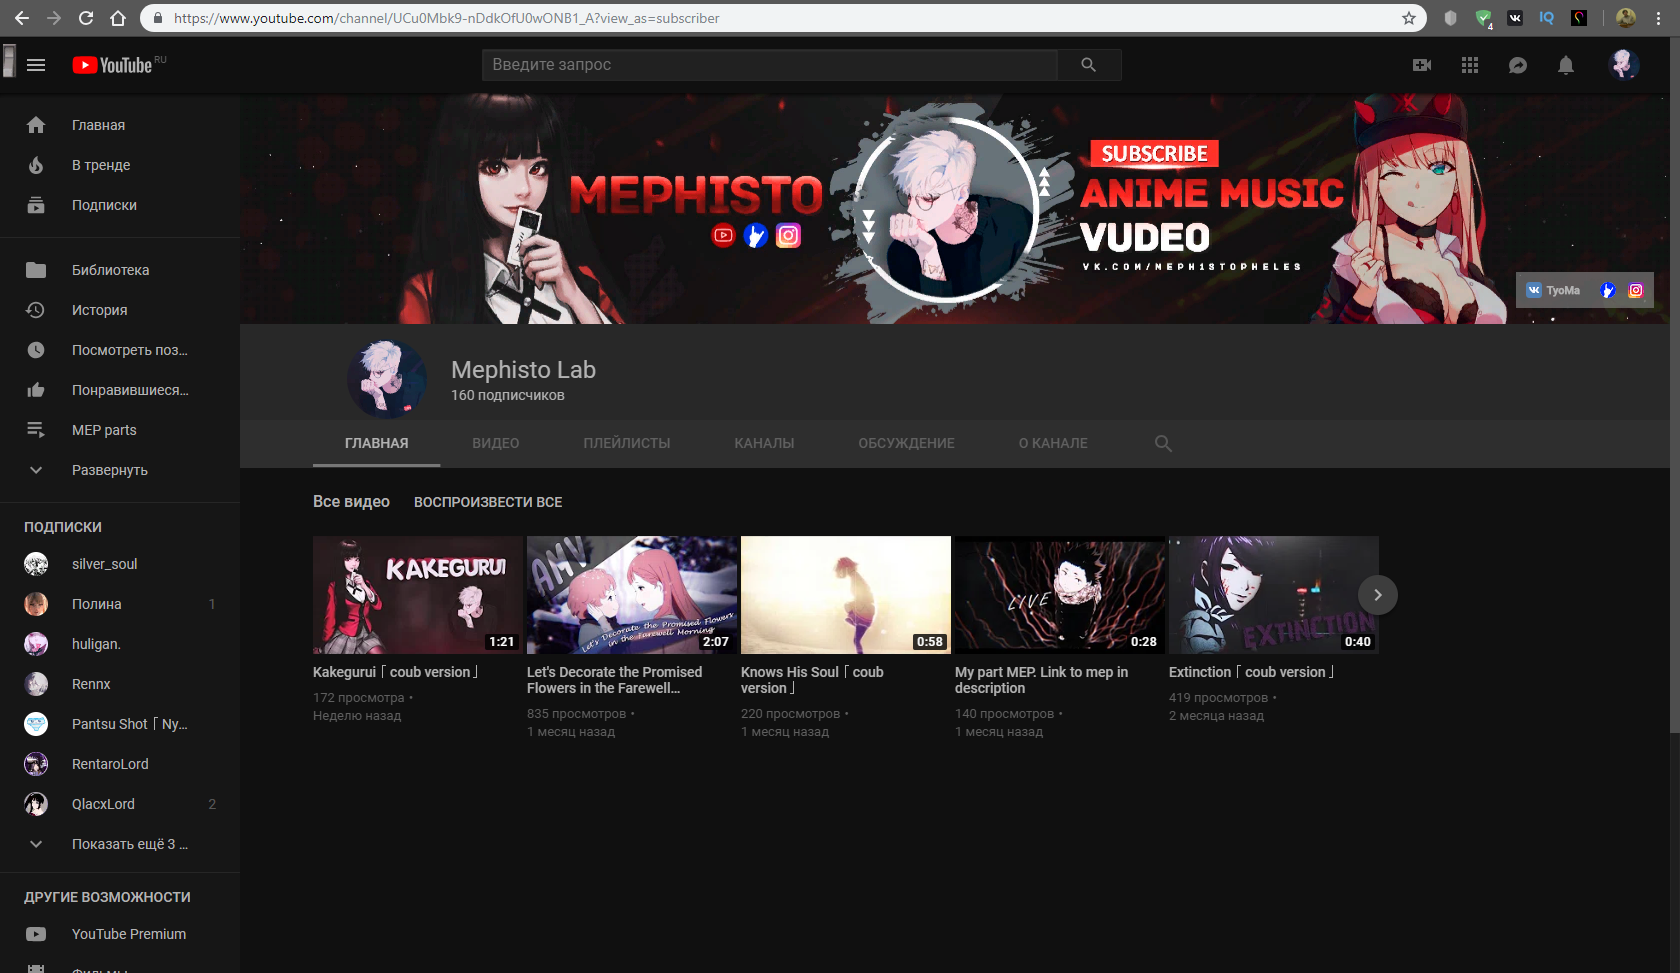 https://www.youtube.com/channel/UCu0Mbk9-nDdkOfU0wONB1_A?view_as=subscriber
4
IQ
YouTube RU
Введите запрос
Главная
В тренде
Подписки
Библиотека
История
Посмотреть поз...
Понравившиеся...
MEP parts
Развернуть
ПОДПИСКИ
silver_soul
Полина 1
huligan.
Rennx
Pantsu Shot「Ny...
RentaroLord
QlacxLord 2
Показать ещё 3 ...
ДРУГИЕ ВОЗМОЖНОСТИ
YouTube Premium
Фильмы
MEPHISTO
SUBSCRIBE
ANIME MUSIC
VUDEO
VK.COM/MEPH1STOPHELES
TyoMa
Mephisto Lab
160 подписчиков
ГЛАВНАЯ ВИДЕО ПЛЕЙЛИСТЫ КАНАЛЫ ОБСУЖДЕНИЕ О КАНАЛЕ
Все видео ВОСПРОИЗВЕСТИ ВСЕ
KAKEGURUI
1:21
Kakegurui「coub version」
172 просмотра •
Неделю назад
AMV
Let's Decorate the Promised Flowers
in the Farewell Morning
2:07
Let's Decorate the Promised
Flowers in the Farewell...
835 просмотров •
1 месяц назад
0:58
Knows His Soul「coub
version」
220 просмотров •
1 месяц назад
LIVE
0:28
My part MEP. Link to mep in
description
140 просмотров •
1 месяц назад
EXTINCTION
0:40
Extinction「coub version」
419 просмотров •
2 месяца назад